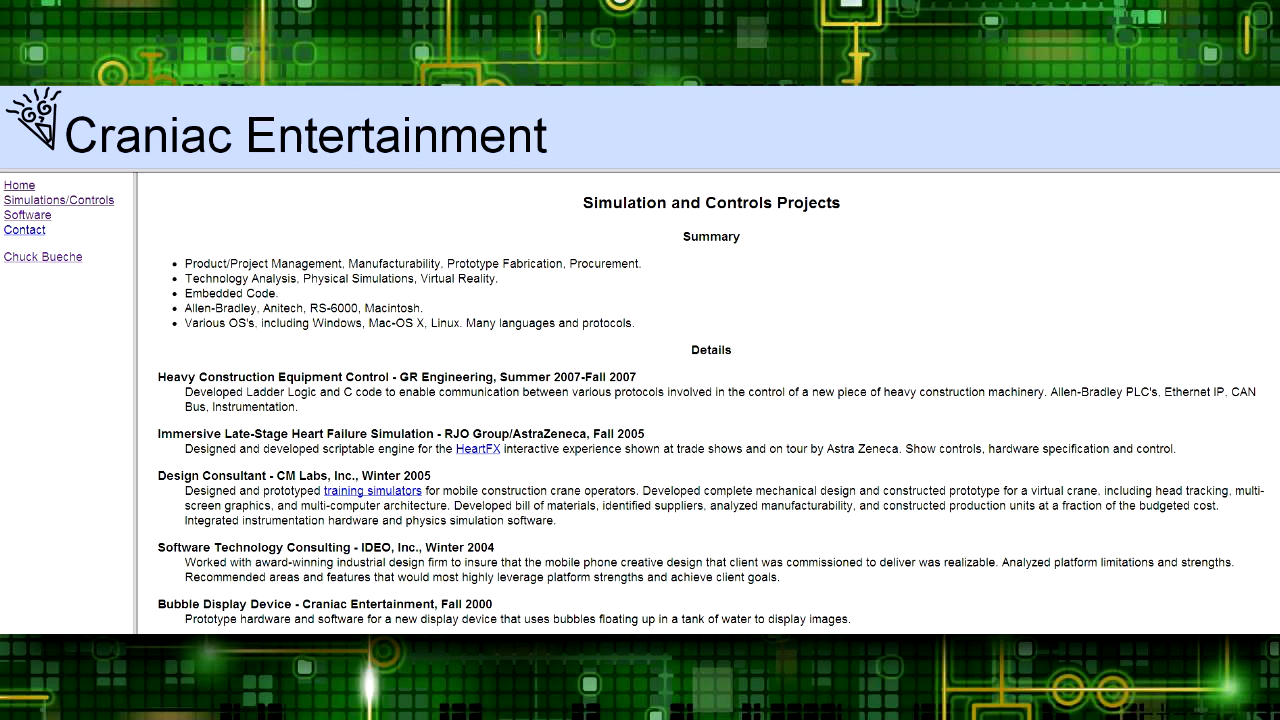 Craniac Entertainment
Home
Simulations/Controls
Software
Contact
Chuck Bueche
Simulation and Controls Projects
Summary
Product/Project Management, Manufacturability, Prototype Fabrication, Procurement.
Technology Analysis, Physical Simulations, Virtual Reality.
Embedded Code.
Allen-Bradley, Anitech, RS-6000, Macintosh.
Various OS's, including Windows, Mac-OS X, Linux. Many languages and protocols.
Details
Heavy Construction Equipment Control - GR Engineering, Summer 2007-Fall 2007
Developed Ladder Logic and C code to enable communication between various protocols involved in the control of a new piece of heavy construction machinery. Allen-Bradley PLC's, Ethernet IP, CAN
Bus, Instrumentation.
Immersive Late-Stage Heart Failure Simulation - RJO Group/AstraZeneca, Fall 2005
Designed and developed scriptable engine for the HeartFX interactive experience shown at trade shows and on tour by Astra Zeneca. Show controls, hardware specification and control.
Design Consultant - CM Labs, Inc., Winter 2005
Designed and prototyped training simulators for mobile construction crane operators. Developed complete mechanical design and constructed prototype for a virtual crane, including head tracking, multi-
screen graphics, and multi-computer architecture. Developed bill of materials, identified suppliers, analyzed manufacturability, and constructed production units at a fraction of the budgeted cost.
Integrated instrumentation hardware and physics simulation software.
Software Technology Consulting - IDEO, Inc., Winter 2004
Worked with award-winning industrial design firm to insure that the mobile phone creative design that client was commissioned to deliver was realizable. Analyzed platform limitations and strengths.
Recommended areas and features that would most highly leverage platform strengths and achieve client goals.
Bubble Display Device - Craniac Entertainment, Fall 2000
Prototype hardware and software for a new display device that uses bubbles floating up in a tank of water to display images.